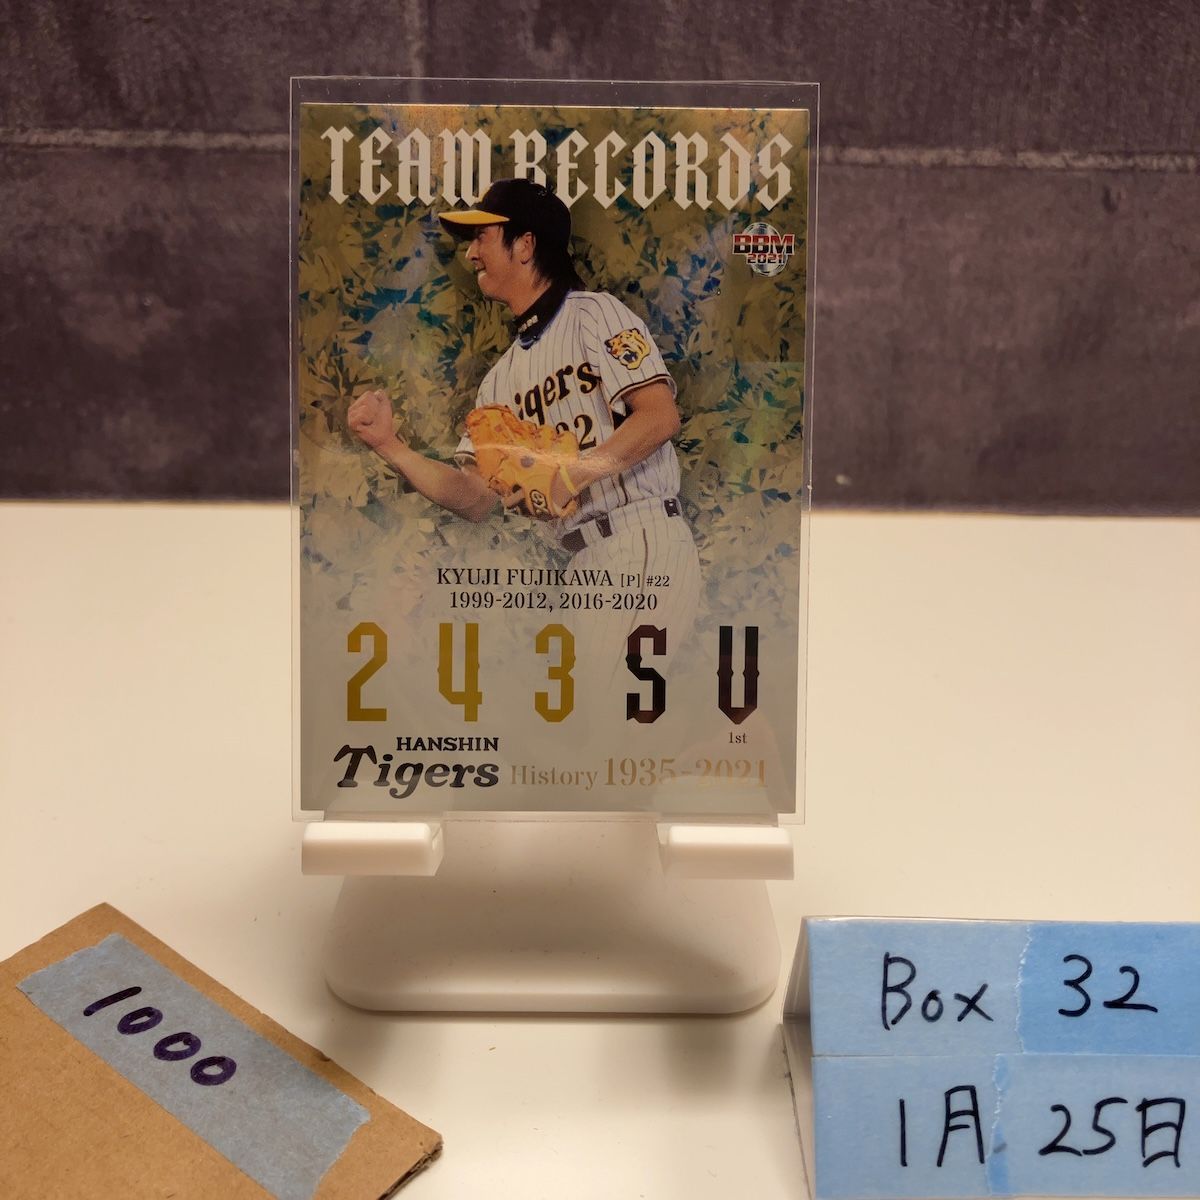 TEAM RECORDS
BBM
2021
Tigers
22
KYUJI FUJIKAWA [P] #22
1999-2012, 2016-2020
243SV
1st
HANSHIN
Tigers History 1935-2021
1000
Box 32
1月25日